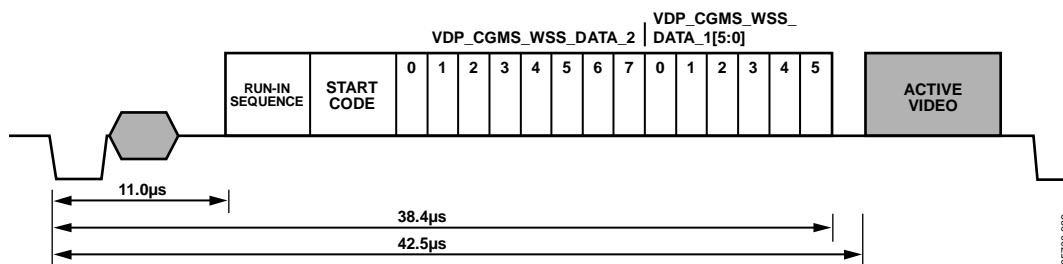 VDP_CGMS_WSS_DATA_2
VDP_CGMS_WSS_
DATA_1[5:0]
RUN-IN
SEQUENCE
START
CODE
0 1 2 3 4 5 6 7 0 1 2 3 4 5
ACTIVE
VIDEO
11.0µs
38.4µs
42.5µs